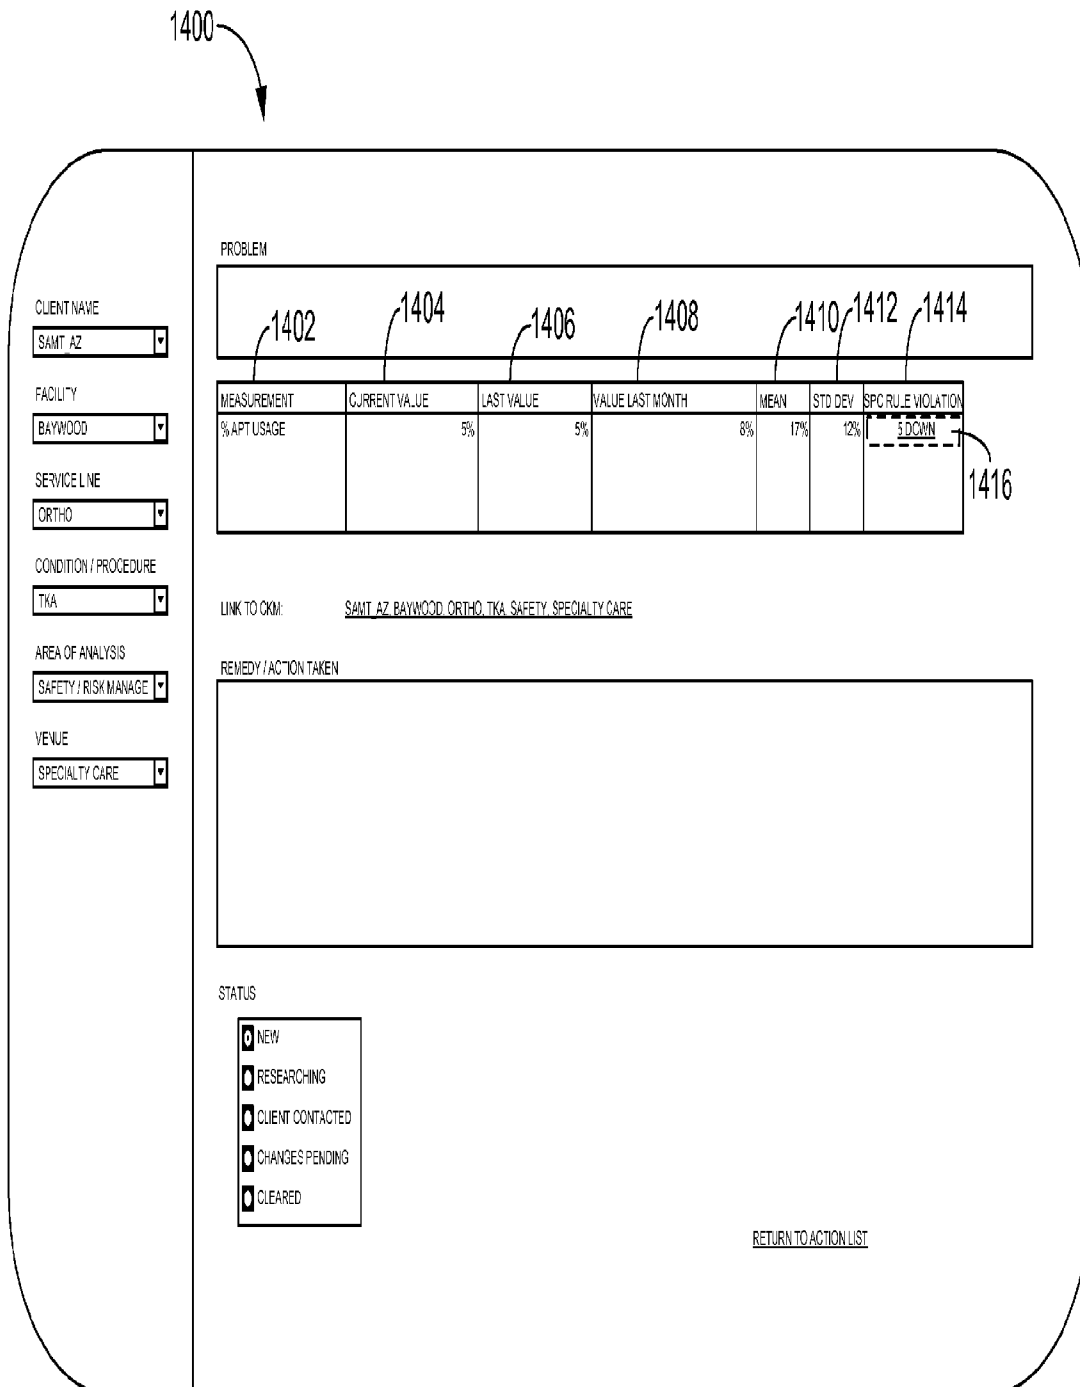 1400
CLIENT NAME
SAMT_AZ
FACILITY
BAYWOOD
SERVICE LINE
ORTHO
CONDITION / PROCEDURE
TKA
AREA OF ANALYSIS
SAFETY / RISK MANAGE
VENUE
SPECIALTY CARE
PROBLEM
1402 1404 1406 1408 1410 1412 1414
MEASUREMENT CURRENT VALUE LAST VALUE VALUE LAST MONTH MEAN STD DEV SPC RULE VIOLATION
% APT USAGE 5% 5% 8% 17% 12% 5 DOWN
1416
LINK TO CKM: SAMT_AZ, BAYWOOD, ORTHO, TKA, SAFETY, SPECIALTY CARE
REMEDY / ACTION TAKEN
STATUS
NEW
RESEARCHING
CLIENT CONTACTED
CHANGES PENDING
CLEARED
RETURN TO ACTION LIST